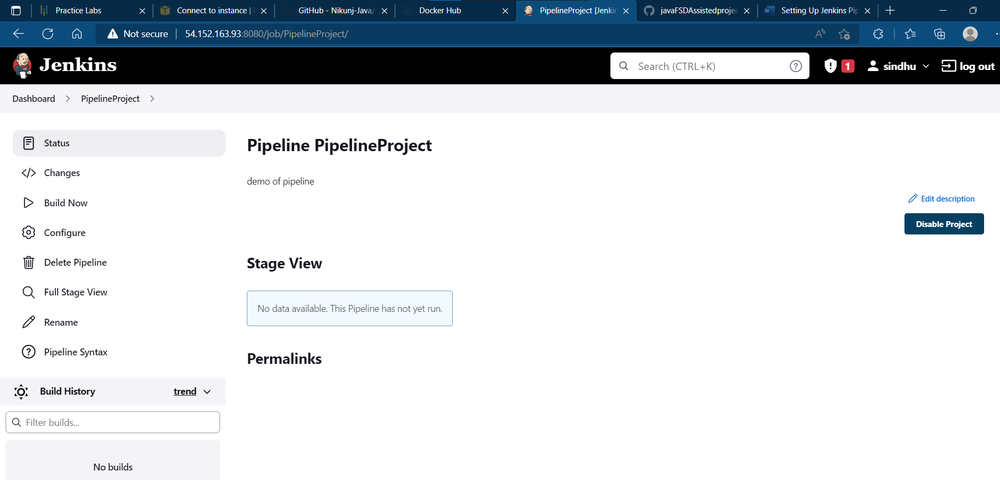 Practice Labs
Connect to instance |
GitHub - Nikunj-Java/
Docker Hub
PipelineProject [Jenkin
javaFSDAssistedprojec
Setting Up Jenkins Pip
Not secure
54.152.163.93:8080/job/PipelineProject/
Jenkins
Search (CTRL+K)
1
sindhu
log out
Dashboard
PipelineProject
Status
Changes
Build Now
Configure
Delete Pipeline
Full Stage View
Rename
Pipeline Syntax
Build History
trend
Filter builds...
No builds
Pipeline PipelineProject
demo of pipeline
Edit description
Disable Project
Stage View
No data available. This Pipeline has not yet run.
Permalinks